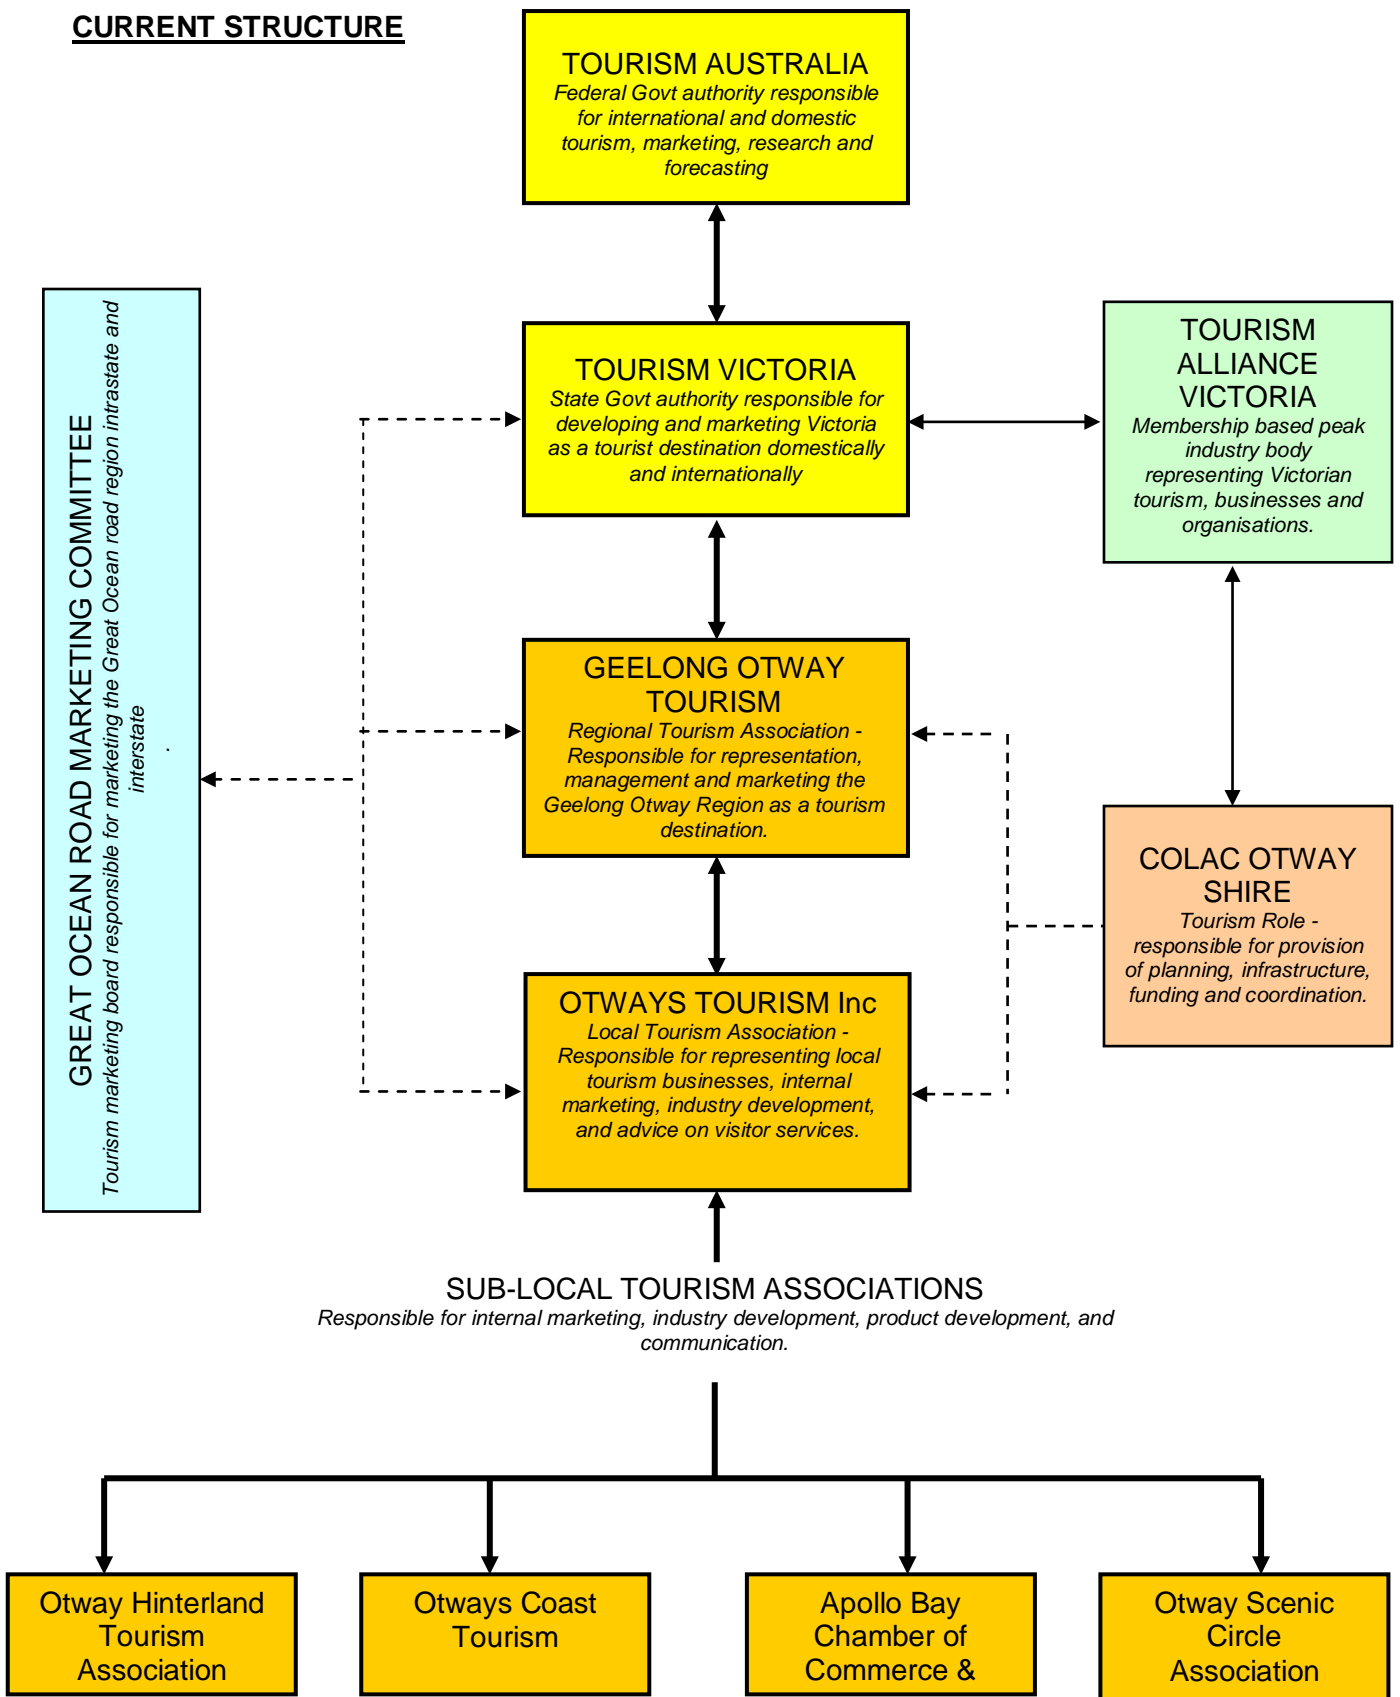 CURRENT STRUCTURE
TOURISM AUSTRALIA
Federal Govt authority responsible
for international and domestic
tourism, marketing, research and
forecasting
GREAT OCEAN ROAD MARKETING COMMITTEE
Tourism marketing board responsible for marketing the Great Ocean road region intrastate and
interstate
.
TOURISM VICTORIA
State Govt authority responsible for
developing and marketing Victoria
as a tourist destination domestically
and internationally
TOURISM
ALLIANCE
VICTORIA
Membership based peak
industry body
representing Victorian
tourism, businesses and
organisations.
GEELONG OTWAY
TOURISM
Regional Tourism Association -
Responsible for representation,
management and marketing the
Geelong Otway Region as a tourism
destination.
COLAC OTWAY
SHIRE
Tourism Role -
responsible for provision
of planning, infrastructure,
funding and coordination.
OTWAYS TOURISM Inc
Local Tourism Association -
Responsible for representing local
tourism businesses, internal
marketing, industry development,
and advice on visitor services.
SUB-LOCAL TOURISM ASSOCIATIONS
Responsible for internal marketing, industry development, product development, and
communication.
Otway Hinterland
Tourism
Association
Otways Coast
Tourism
Apollo Bay
Chamber of
Commerce &
Otway Scenic
Circle
Association